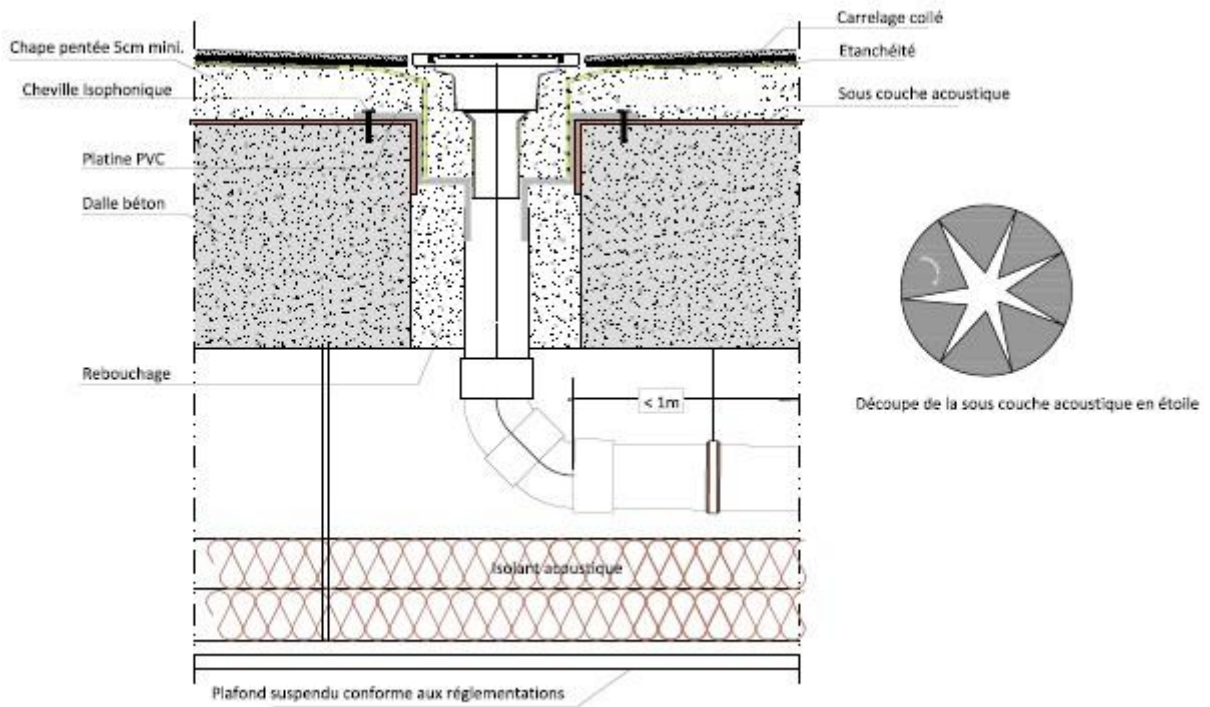 Carrelage collé
Chape pentée 5cm mini.
Etanchéité
Cheville Isophonique
Sous couche acoustique
Platine PVC
Dalle béton
Rebouchage
< 1m
Découpe de la sous couche acoustique en étoile
Isolant acoustique
Plafond suspendu conforme aux réglementations